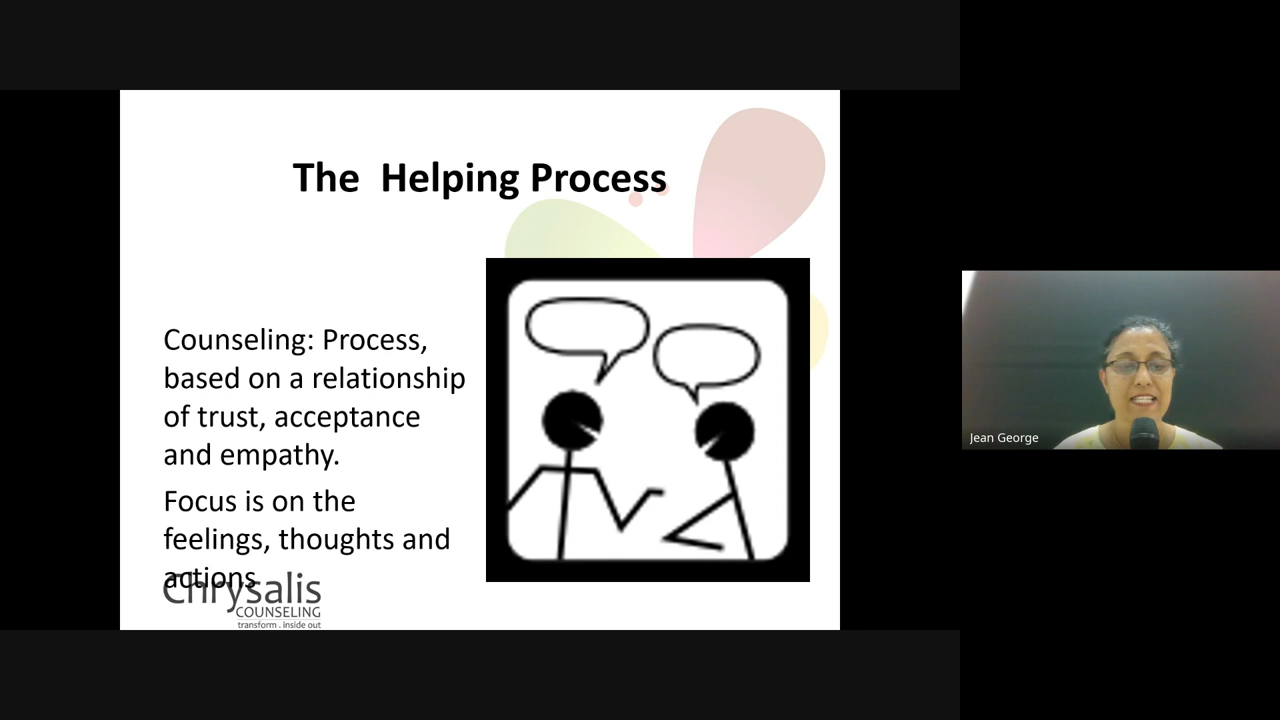 The  Helping Process
Counseling: Process,
based on a relationship
of trust, acceptance
and empathy.
Focus is on the
feelings, thoughts and
actions
Chrysalis
COUNSELING
transform . inside out
Jean George